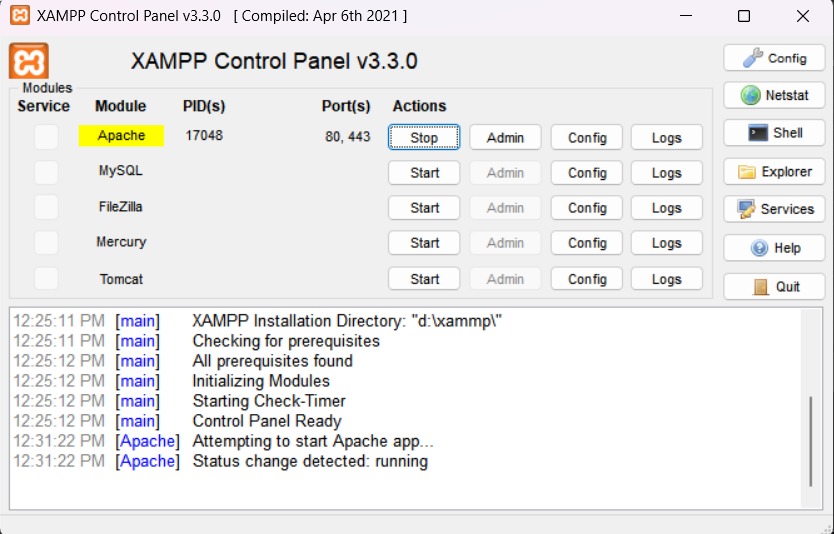 XAMPP Control Panel v3.3.0 [ Compiled: Apr 6th 2021 ]
XAMPP Control Panel v3.3.0
Config
Modules
Service Module PID(s) Port(s) Actions
Netstat
Apache 17048 80, 443 Stop Admin Config Logs
Shell
MySQL Start Admin Config Logs
Explorer
FileZilla Start Admin Config Logs
Services
Mercury Start Admin Config Logs
Help
Tomcat Start Admin Config Logs
Quit
12:25:11 PM [main] XAMPP Installation Directory: "d:\xammp\"
12:25:11 PM [main] Checking for prerequisites
12:25:12 PM [main] All prerequisites found
12:25:12 PM [main] Initializing Modules
12:25:12 PM [main] Starting Check-Timer
12:25:12 PM [main] Control Panel Ready
12:31:22 PM [Apache] Attempting to start Apache app...
12:31:22 PM [Apache] Status change detected: running